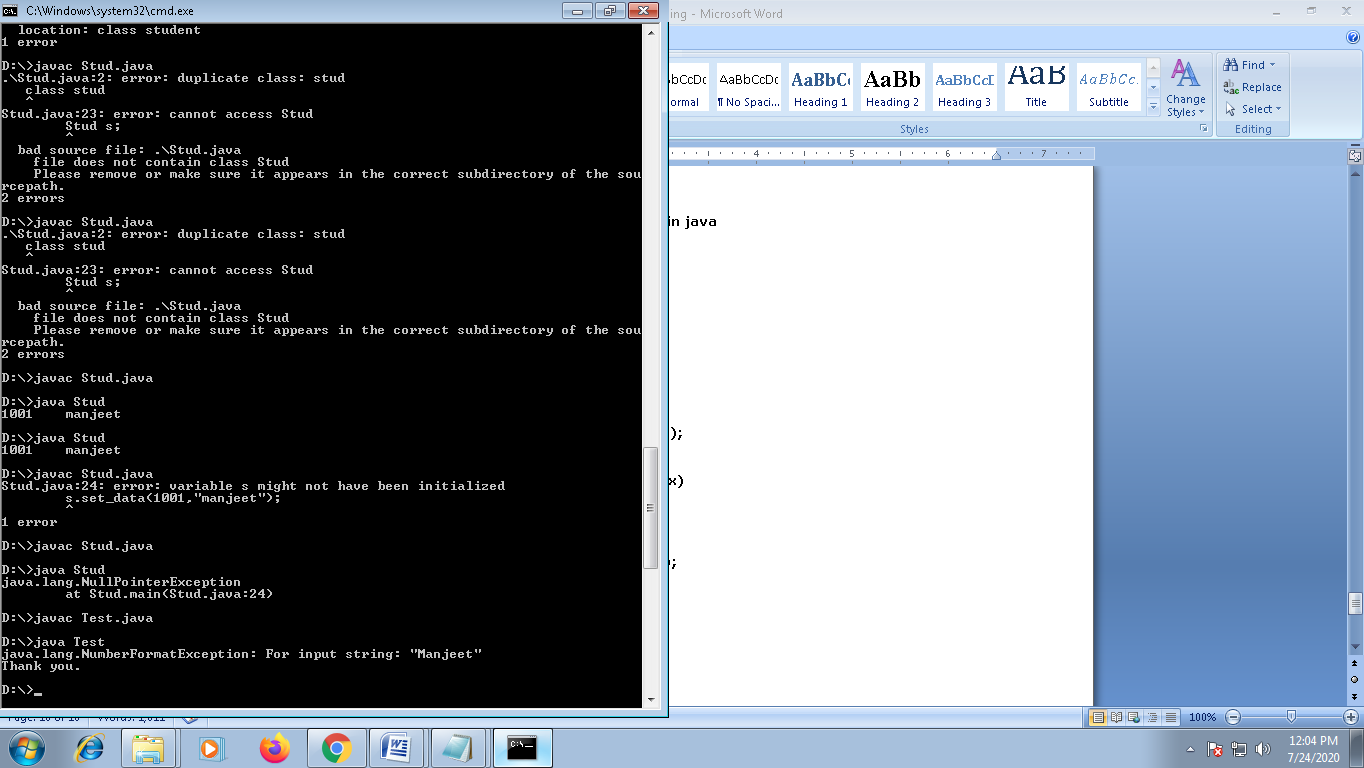 C:\Windows\system32\cmd.exe
location: class student
1 error
D:\>javac Stud.java
.\Stud.java:2: error: duplicate class: stud
class stud
^
Stud.java:23: error: cannot access Stud
Stud s;
^
bad source file: .\Stud.java
file does not contain class Stud
Please remove or make sure it appears in the correct subdirectory of the sou
rcepath.
2 errors
D:\>javac Stud.java
.\Stud.java:2: error: duplicate class: stud
class stud
^
Stud.java:23: error: cannot access Stud
Stud s;
^
bad source file: .\Stud.java
file does not contain class Stud
Please remove or make sure it appears in the correct subdirectory of the sou
rcepath.
2 errors
D:\>javac Stud.java
D:\>java Stud
1001 manjeet
D:\>java Stud
1001 manjeet
D:\>javac Stud.java
Stud.java:24: error: variable s might not have been initialized
s.set_data(1001,"manjeet");
^
1 error
D:\>javac Stud.java
D:\>java Stud
java.lang.NullPointerException
at Stud.main(Stud.java:24)
D:\>javac Test.java
D:\>java Test
java.lang.NumberFormatException: For input string: "Manjeet"
Thank you.
D:\>_
ing - Microsoft Word
bCcDc AaBbCcDc AaBbCc AaBb AaBbCcI AaB AaBbCc.
ormal ¶ No Spaci... Heading 1 Heading 2 Heading 3 Title Subtitle
Change
Styles
Styles
Find
Replace
Select
Editing
4 5 6 7
in java
);
x)
;
100%
12:04 PM
7/24/2020